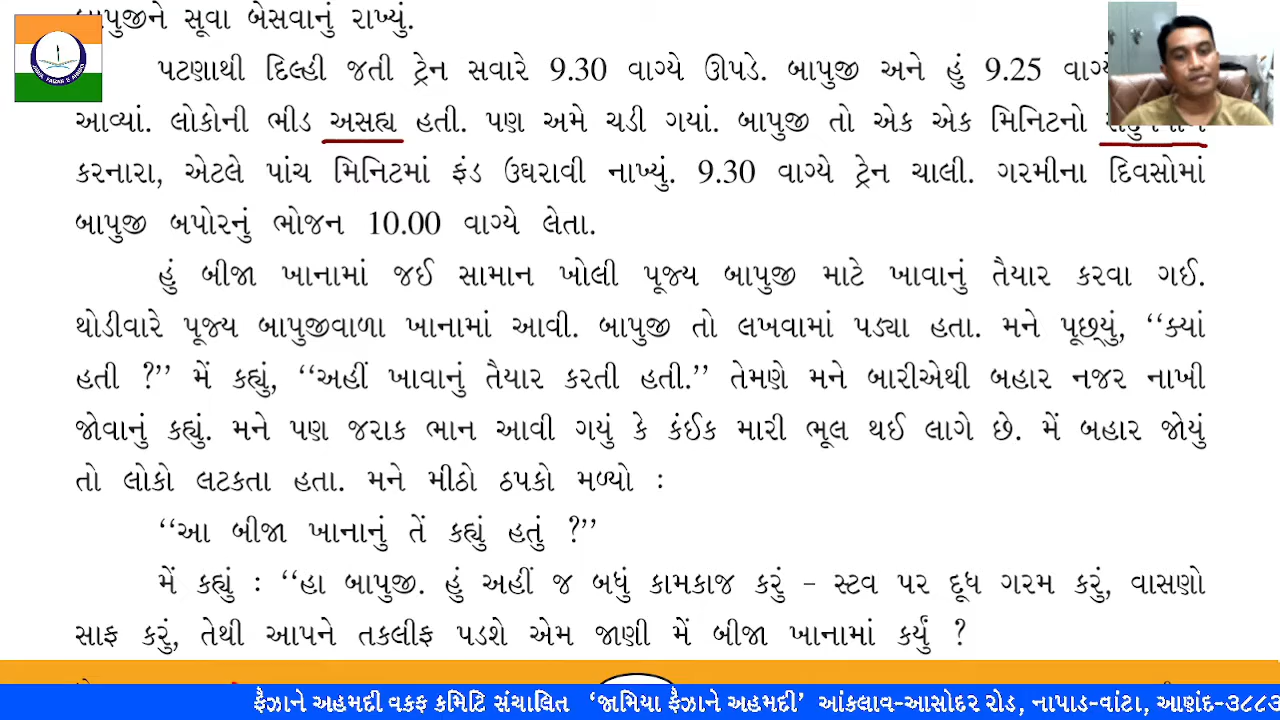 બાપુજીને સૂવા બેસવાનું રાખ્યું.
પટણાથી દિલ્હી જતી ટ્રેન સવારે 9.30 વાગ્યે ઊપડે. બાપુજી અને હું 9.25 વાગ્યે
આવ્યાં. લોકોની ભીડ અસહ્ય હતી. પણ અમે ચડી ગયાં. બાપુજી તો એક એક મિનિટનો
કરનારા, એટલે પાંચ મિનિટમાં ફંડ ઉઘરાવી નાખ્યું. 9.30 વાગ્યે ટ્રેન ચાલી. ગરમીના દિવસોમાં
બાપુજી બપોરનું ભોજન 10.00 વાગ્યે લેતા.
હું બીજા ખાનામાં જઈ સામાન ખોલી પૂજ્ય બાપુજી માટે ખાવાનું તૈયાર કરવા ગઈ.
થોડીવારે પૂજ્ય બાપુજીવાળા ખાનામાં આવી. બાપુજી તો લખવામાં પડ્યા હતા. મને પૂછ્યું, ‘‘ક્યાં
હતી ?’’ મેં કહ્યું, ‘‘અહીં ખાવાનું તૈયાર કરતી હતી.’’ તેમણે મને બારીએથી બહાર નજર નાખી
જોવાનું કહ્યું. મને પણ જરાક ભાન આવી ગયું કે કંઈક મારી ભૂલ થઈ લાગે છે. મેં બહાર જોયું
તો લોકો લટકતા હતા. મને મીઠો ઠપકો મળ્યો :
‘‘આ બીજા ખાનાનું તેં કહ્યું હતું ?’’
મેં કહ્યું : ‘‘હા બાપુજી. હું અહીં જ બધું કામકાજ કરું – સ્ટવ પર દૂધ ગરમ કરું, વાસણો
સાફ કરું, તેથી આપને તકલીફ પડશે એમ જાણી મેં બીજા ખાનામાં કર્યું ?
ફૈઝાને અહમદી વકફ કમિટિ સંચાલિત ‘જામિયા ફૈઝાને અહમદી’ આંકલાવ-આસોદર રોડ, નાપાડ-વાંટા, આણંદ-૩૮૮૩